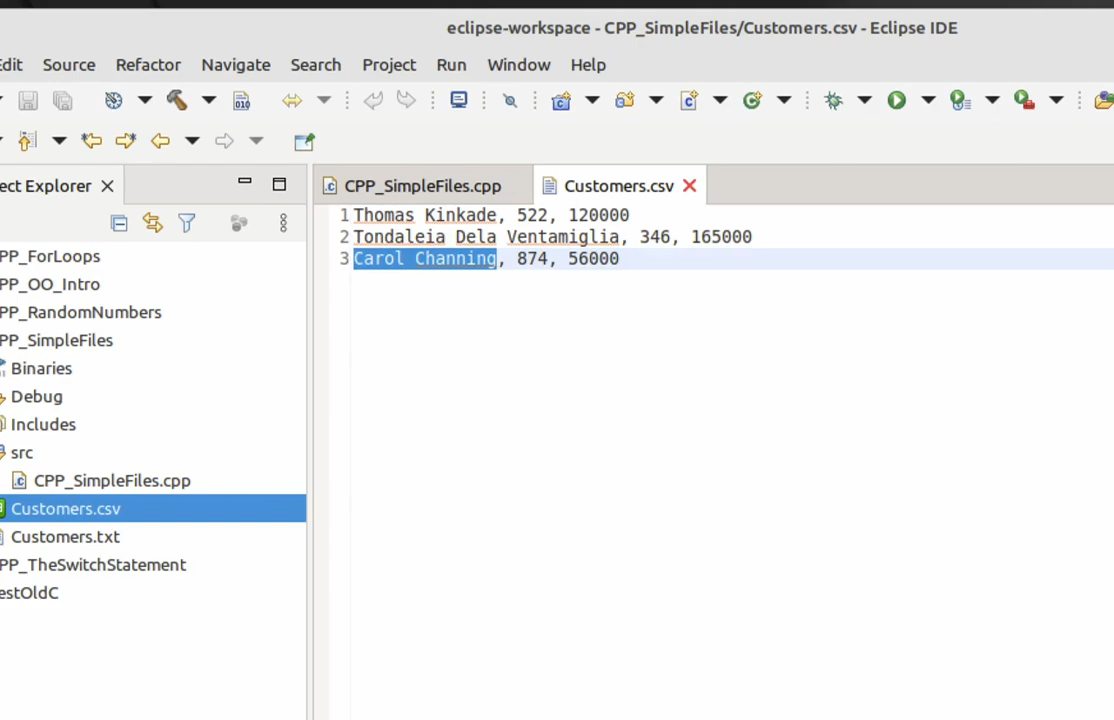 eclipse-workspace - CPP_SimpleFiles/Customers.csv - Eclipse IDE
Edit Source Refactor Navigate Search Project Run Window Help
010
ect Explorer
CPP_SimpleFiles.cpp Customers.csv
1 Thomas Kinkade, 522, 120000
2 Tondaleia Dela Ventamiglia, 346, 165000
3 Carol Channing, 874, 56000
PP_ForLoops
PP_OO_Intro
PP_RandomNumbers
PP_SimpleFiles
Binaries
Debug
Includes
src
CPP_SimpleFiles.cpp
Customers.csv
Customers.txt
PP_TheSwitchStatement
estOldC